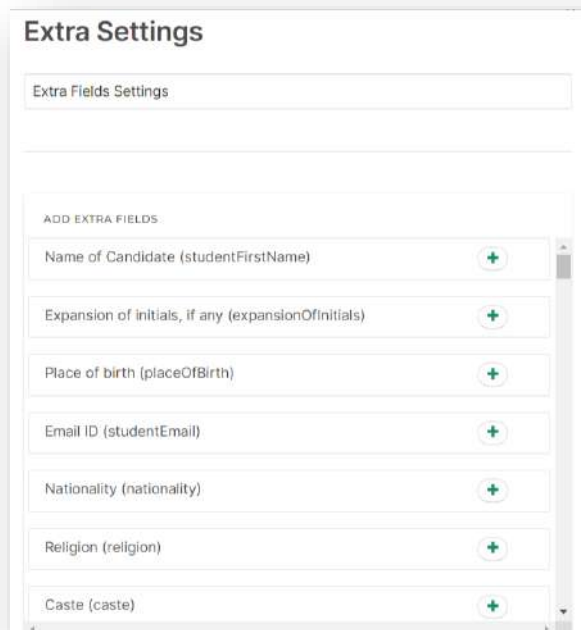 Extra Settings
Extra Fields Settings
ADD EXTRA FIELDS
Name of Candidate (studentFirstName)
Expansion of initials, if any (expansionOfInitials)
Place of birth (placeOfBirth)
Email ID (studentEmail)
Nationality (nationality)
Religion (religion)
Caste (caste)